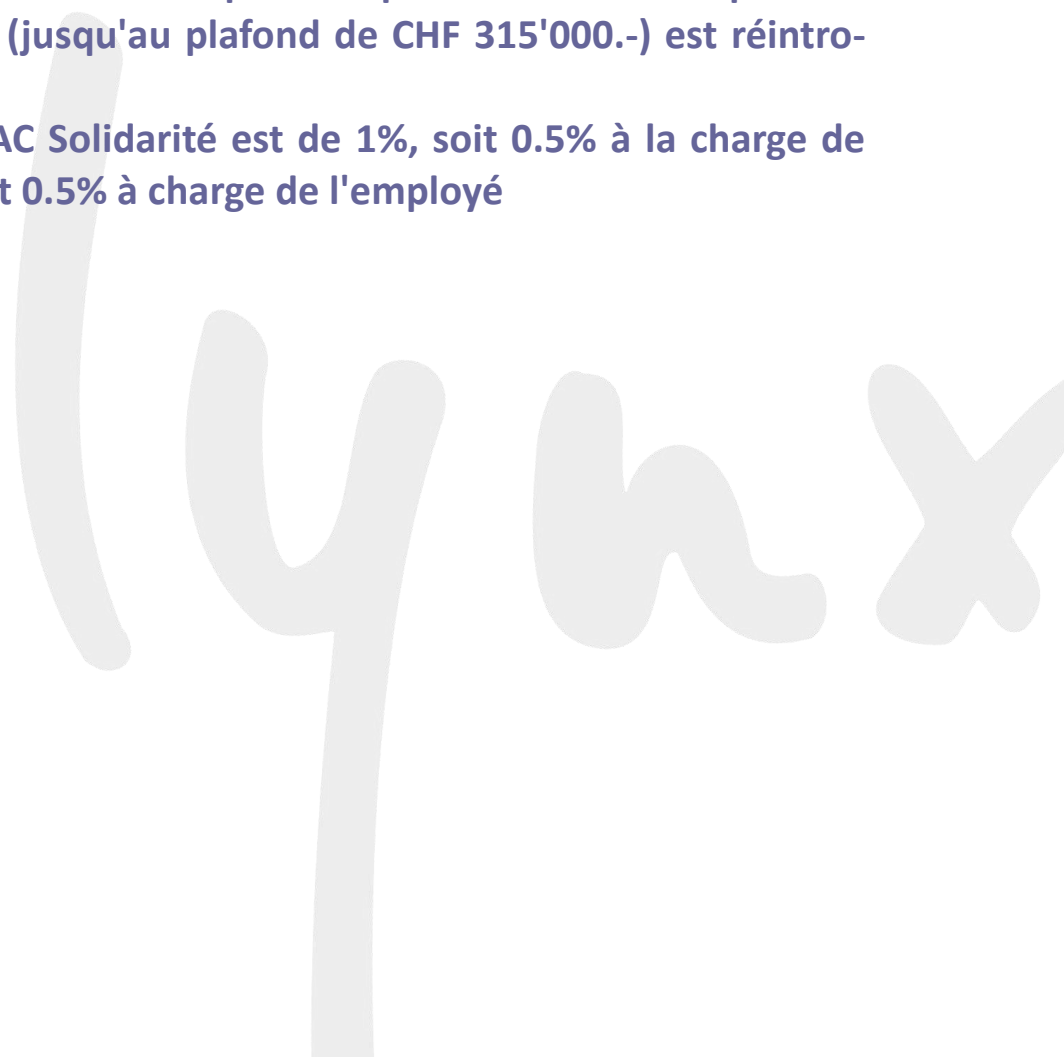 (jusqu'au plafond de CHF 315'000.-) est réintro-
AC Solidarité est de 1%, soit 0.5% à la charge de
t 0.5% à charge de l'employé
lynx